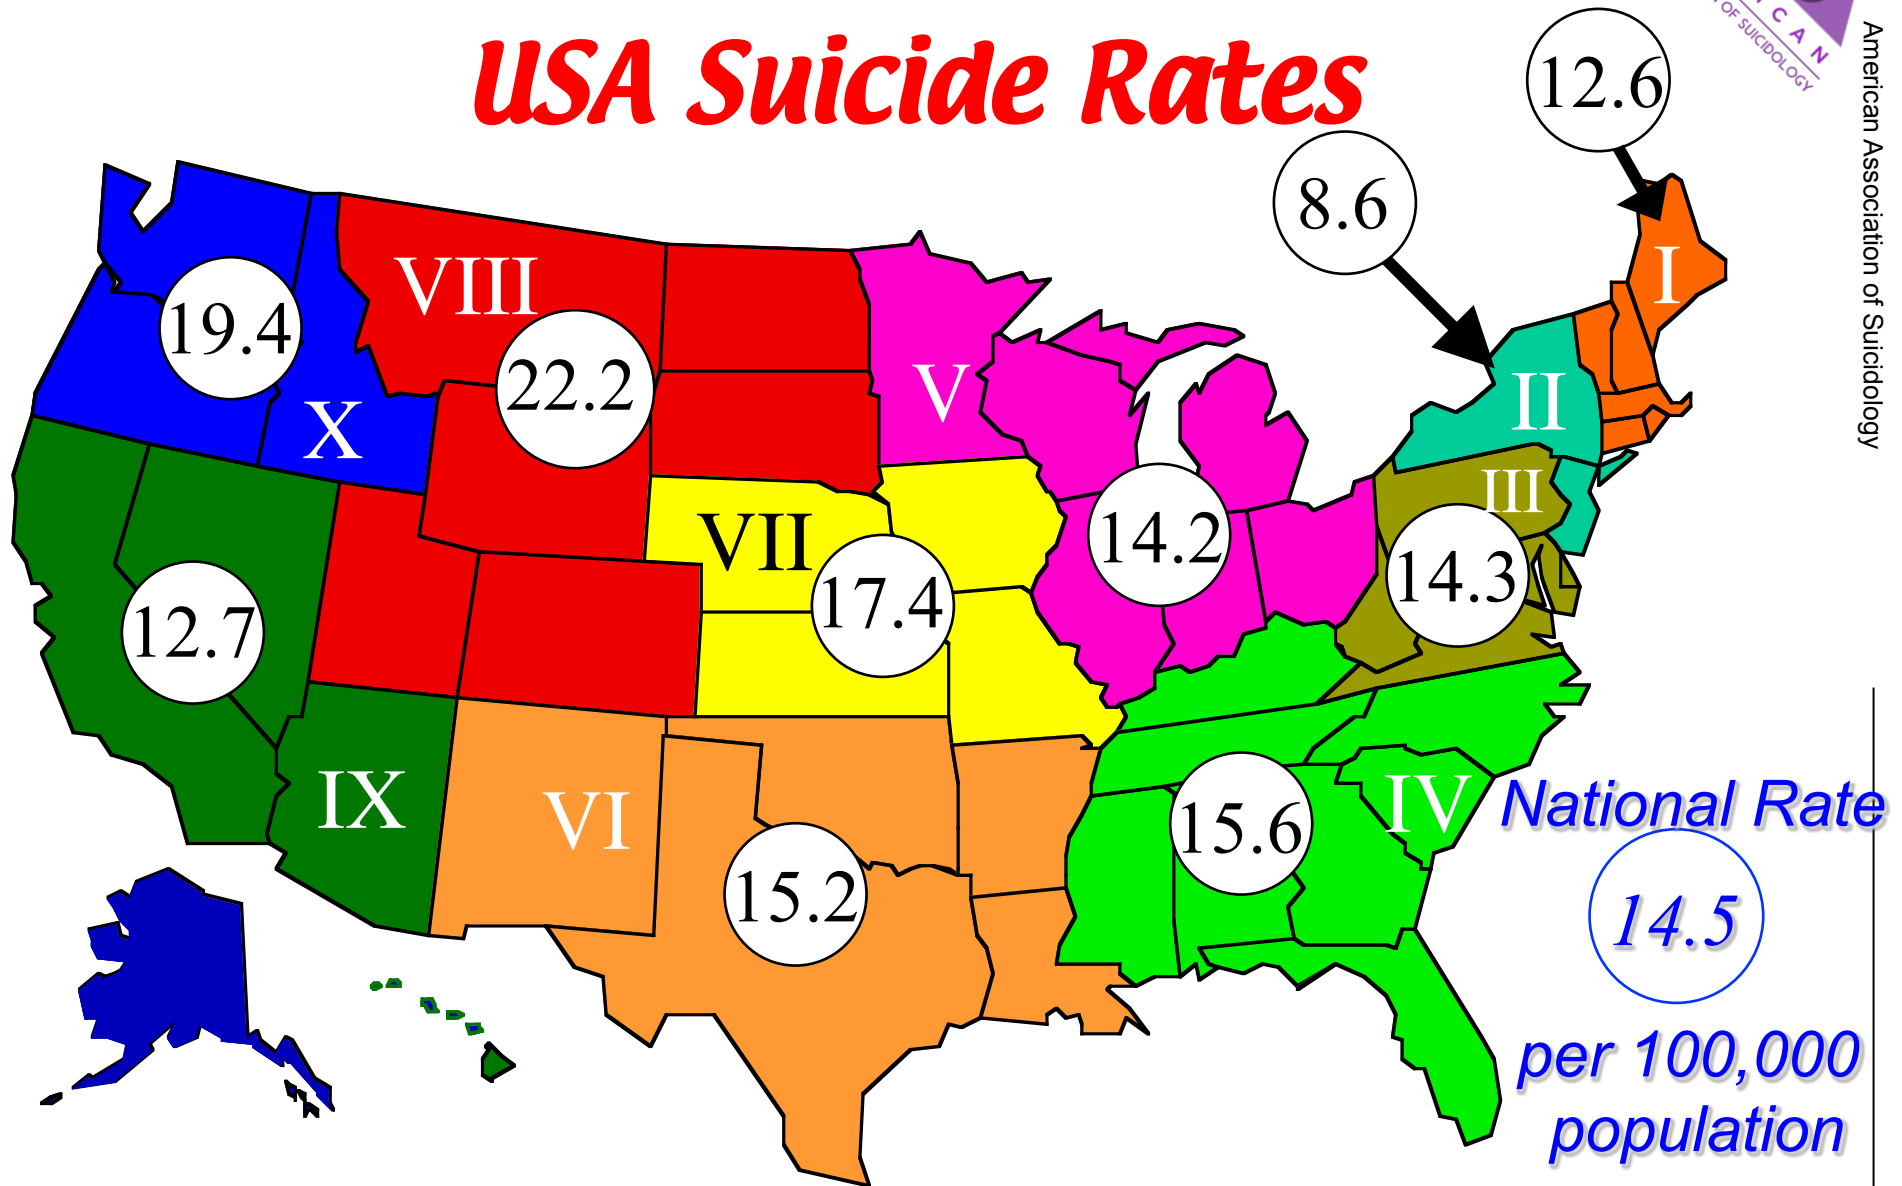 USA Suicide Rates
I C A N
OF SUICIDOLOGY
American Association of Suicidology
12.6
8.6
I
VIII
19.4
22.2
V
II
X
III
VII
14.2
14.3
17.4
12.7
IX
VI
15.6
IV
15.2
National Rate
14.5
per 100,000
population